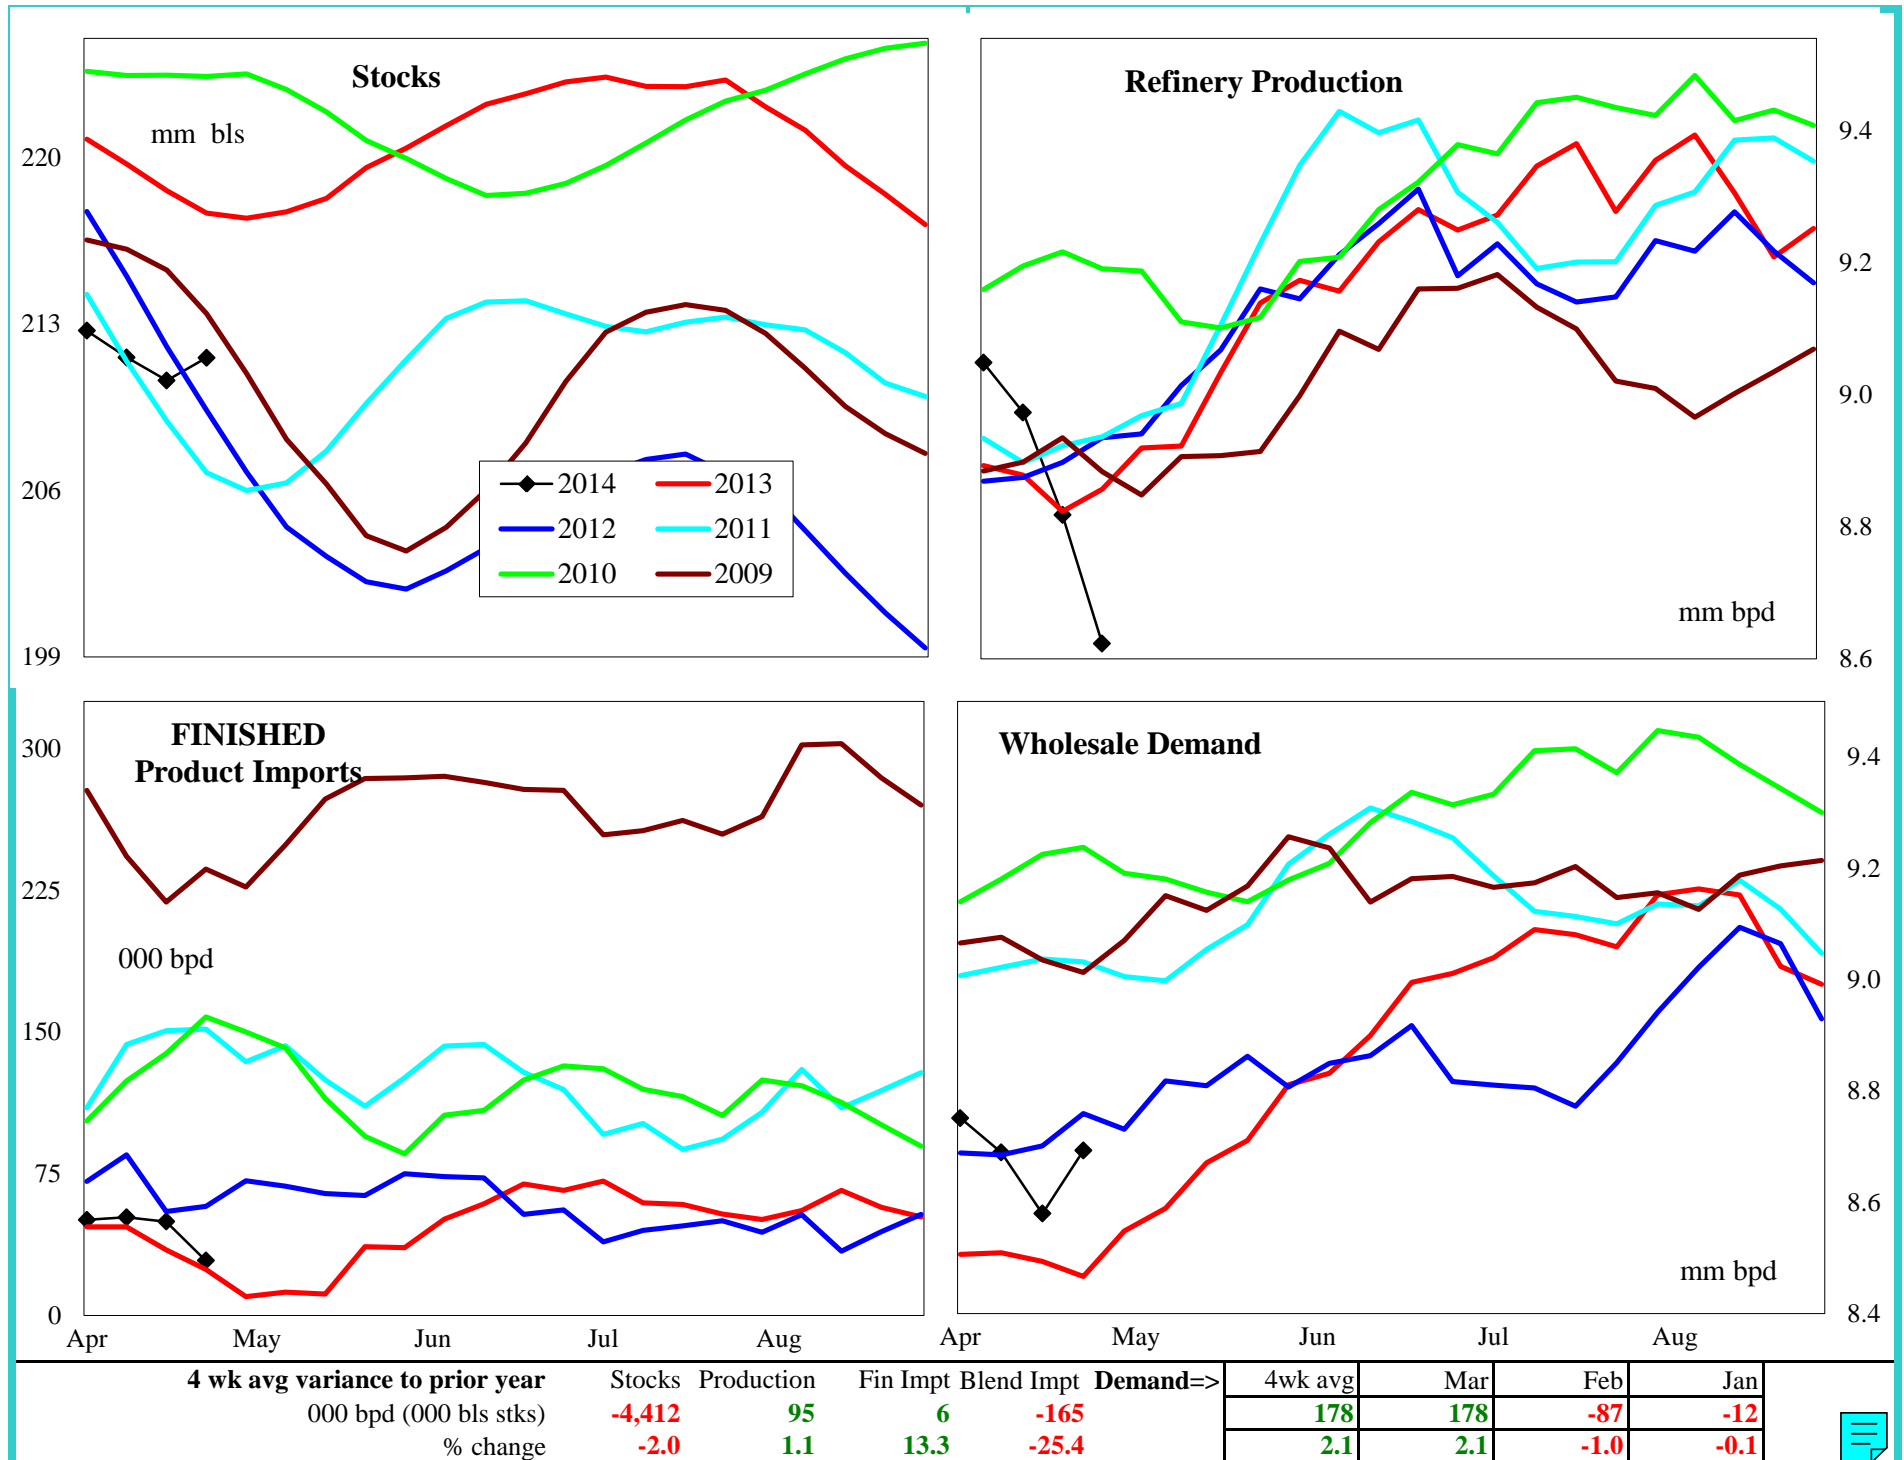 Stocks
mm bls
220
213
206
199
2014
2013
2012
2011
2010
2009
Refinery Production
9.4
9.2
9.0
8.8
8.6
mm bpd
FINISHED
Product Imports
000 bpd
300
225
150
75
0
Apr May Jun Jul Aug
Wholesale Demand
9.4
9.2
9.0
8.8
8.6
8.4
mm bpd
Apr May Jun Jul Aug
4 wk avg variance to prior year Stocks Production Fin Impt Blend Impt Demand=> 4wk avg Mar Feb Jan
000 bpd (000 bls stks) -4,412 95 6 -165 178 178 -87 -12
% change -2.0 1.1 13.3 -25.4 2.1 2.1 -1.0 -0.1